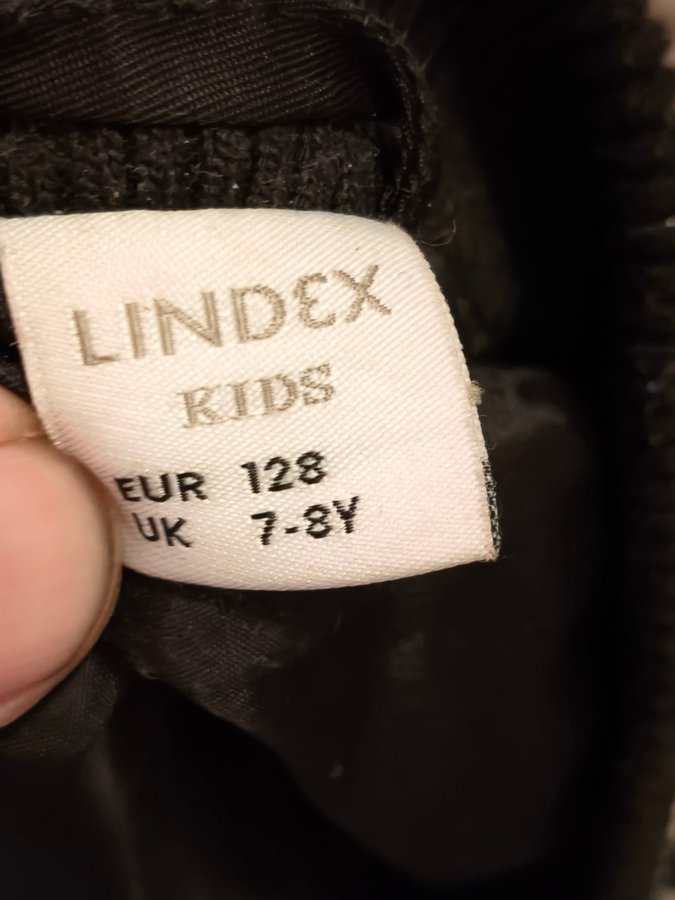 LINDEX
KIDS
EUR 128
UK 7-8Y